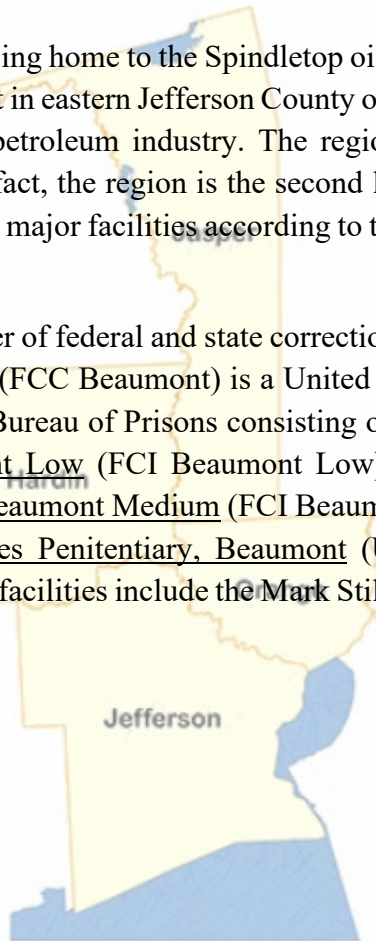 ing home to the Spindletop oi
t in eastern Jefferson County o
petroleum industry. The regio
fact, the region is the second l
major facilities according to t
Jasper
er of federal and state correctio
(FCC Beaumont) is a United
Bureau of Prisons consisting o
nt Low (FCI Beaumont Low)
Hardin
eaumont Medium (FCI Beaum
es Penitentiary, Beaumont (U
Orange
facilities include the Mark Stil
Jefferson